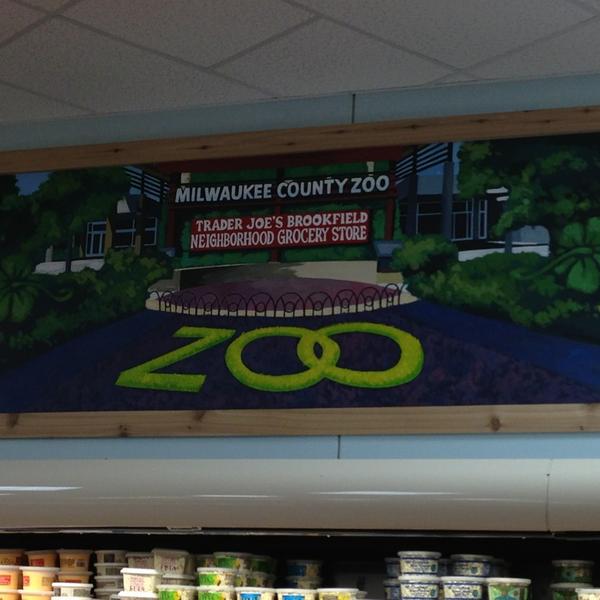 MILWAUKEE COUNTY ZOO
TRADER JOE'S BROOKFIELD
NEIGHBORHOOD GROCERY STORE
ZOO